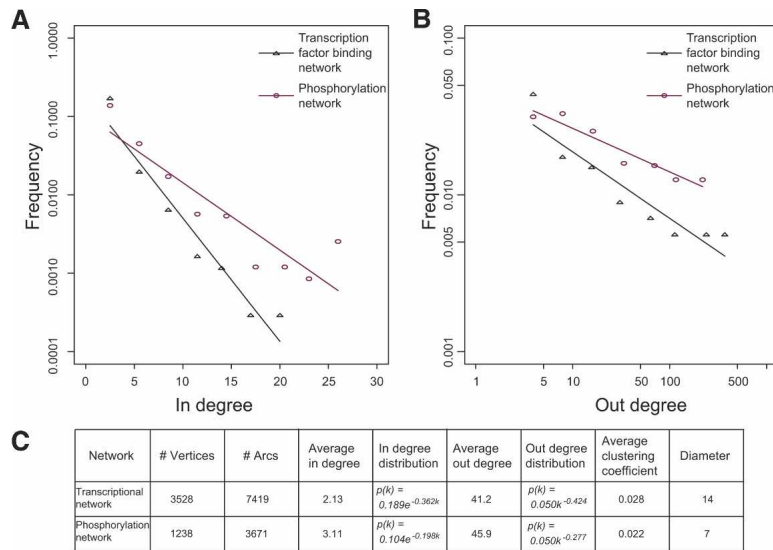 A
Transcription
factor binding
network
Phosphorylation
network
Frequency
1.0000
0.1000
0.0100
0.0010
0.0001
0 5 10 15 20 25 30
In degree
B
Transcription
factor binding
network
Phosphorylation
network
Frequency
0.100
0.050
0.010
0.005
0.001
1 5 10 50 100 500
Out degree
C
Network # Vertices # Arcs Average in degree In degree distribution Average out degree Out degree distribution Average clustering coefficient Diameter
Transcriptional network 3528 7419 2.13 p(k) = 0.189e^-0.362k 41.2 p(k) = 0.050k^-0.424 0.028 14
Phosphorylation network 1238 3671 3.11 p(k) = 0.104e^-0.198k 45.9 p(k) = 0.050k^-0.277 0.022 7